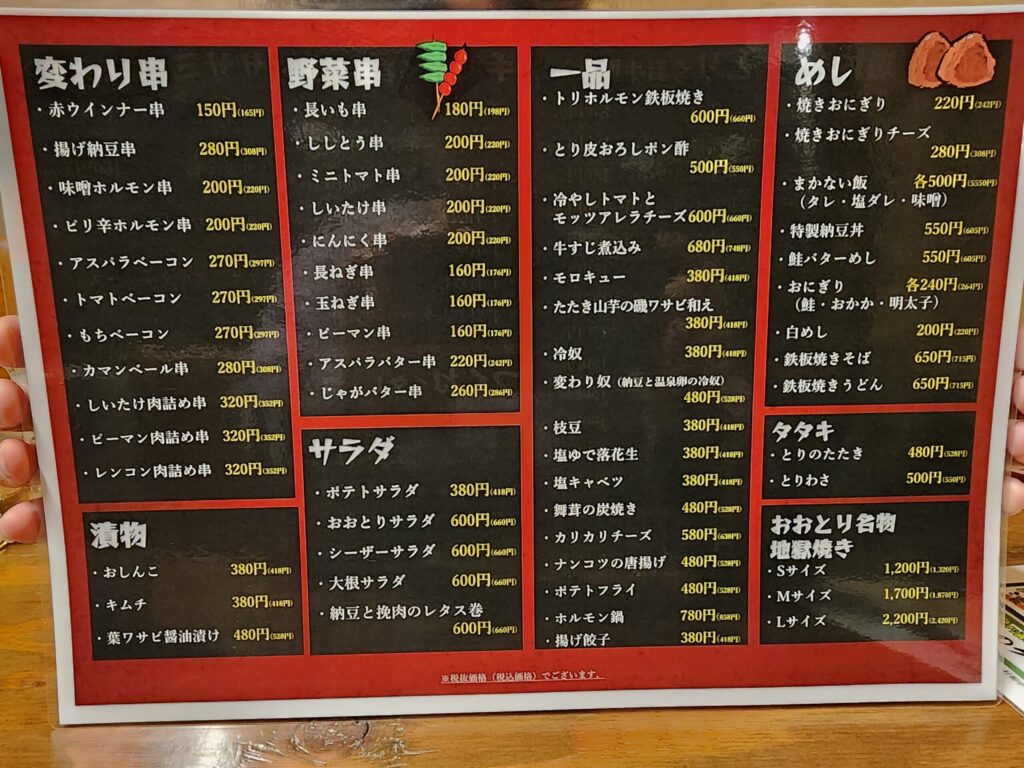 変わり串
・赤ウインナー串 150円(165円)
・揚げ納豆串 280円(308円)
・味噌ホルモン串 200円(220円)
・ピリ辛ホルモン串 200円(220円)
・アスパラベーコン 270円(297円)
・トマトベーコン 270円(297円)
・もちベーコン 270円(297円)
・カマンベール串 280円(308円)
・しいたけ肉詰め串 320円(352円)
・ピーマン肉詰め串 320円(352円)
・レンコン肉詰め串 320円(352円)
漬物
・おしんこ 380円(418円)
・キムチ 380円(418円)
・葉ワサビ醤油漬け 480円(528円)
野菜串
・長いも串 180円(198円)
・ししとう串 200円(220円)
・ミニトマト串 200円(220円)
・しいたけ串 200円(220円)
・にんにく串 200円(220円)
・長ねぎ串 160円(176円)
・玉ねぎ串 160円(176円)
・ピーマン串 160円(176円)
・アスパラバター串 220円(242円)
・じゃがバター串 260円(286円)
サラダ
・ポテトサラダ 380円(418円)
・おおとりサラダ 600円(660円)
・シーザーサラダ 600円(660円)
・大根サラダ 600円(660円)
・納豆と挽肉のレタス巻
600円(660円)
一品
・トリホルモン鉄板焼き
600円(660円)
・とり皮おろしポン酢
500円(550円)
・冷やしトマトと
モッツアレラチーズ 600円(660円)
・牛すじ煮込み 680円(748円)
・モロキュー 380円(418円)
・たたき山芋の磯ワサビ和え
380円(418円)
・冷奴 380円(418円)
・変わり奴(納豆と温泉卵の冷奴)
480円(528円)
・枝豆 380円(418円)
・塩ゆで落花生 380円(418円)
・塩キャベツ 380円(418円)
・舞茸の炭焼き 480円(528円)
・カリカリチーズ 580円(638円)
・ナンコツの唐揚げ 480円(528円)
・ポテトフライ 480円(528円)
・ホルモン鍋 780円(858円)
・揚げ餃子 380円(418円)
めし
・焼きおにぎり 220円(242円)
・焼きおにぎりチーズ
280円(308円)
・まかない飯 各500円(5550円)
(タレ・塩ダレ・味噌)
・特製納豆丼 550円(605円)
・鮭バターめし 550円(605円)
・おにぎり 各240円(264円)
(鮭・おかか・明太子)
・白めし 200円(220円)
・鉄板焼きそば 650円(715円)
・鉄板焼きうどん 650円(715円)
タタキ
・とりのたたき 480円(528円)
・とりわさ 500円(550円)
おおとり名物
地獄焼き
・Sサイズ 1,200円(1,320円)
・Mサイズ 1,700円(1,870円)
・Lサイズ 2,200円(2,420円)
※税抜価格(税込価格)でございます。